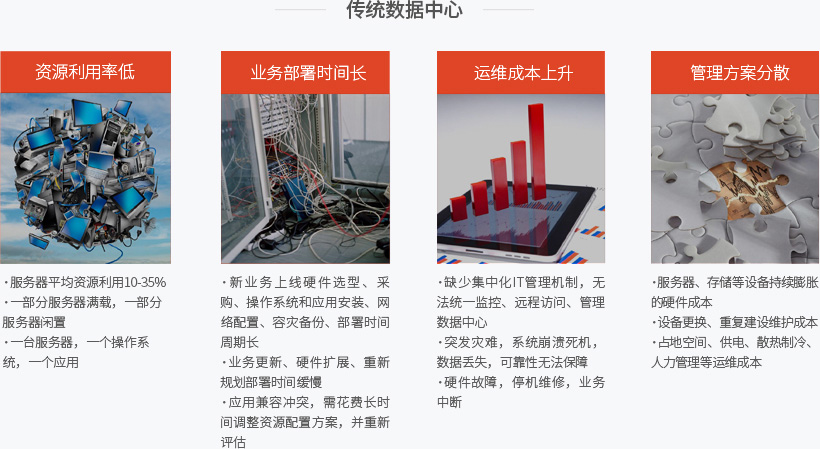 传统数据中心
资源利用率低
·服务器平均资源利用10-35%
·一部分服务器满载，一部分
服务器闲置
·一台服务器，一个操作系
统，一个应用
业务部署时间长
·新业务上线硬件选型、采
购、操作系统和应用安装、网
络配置、容灾备份、部署时间
周期长
·业务更新、硬件扩展、重新
规划部署时间缓慢
·应用兼容冲突，需花费长时
间调整资源配置方案，并重新
评估
运维成本上升
·缺少集中化IT管理机制，无
法统一监控、远程访问、管理
数据中心
·突发灾难，系统崩溃死机，
数据丢失，可靠性无法保障
·硬件故障，停机维修，业务
中断
管理方案分散
·服务器、存储等设备持续膨胀
的硬件成本
·设备更换、重复建设维护成本
·占地空间、供电、散热制冷、
人力管理等运维成本